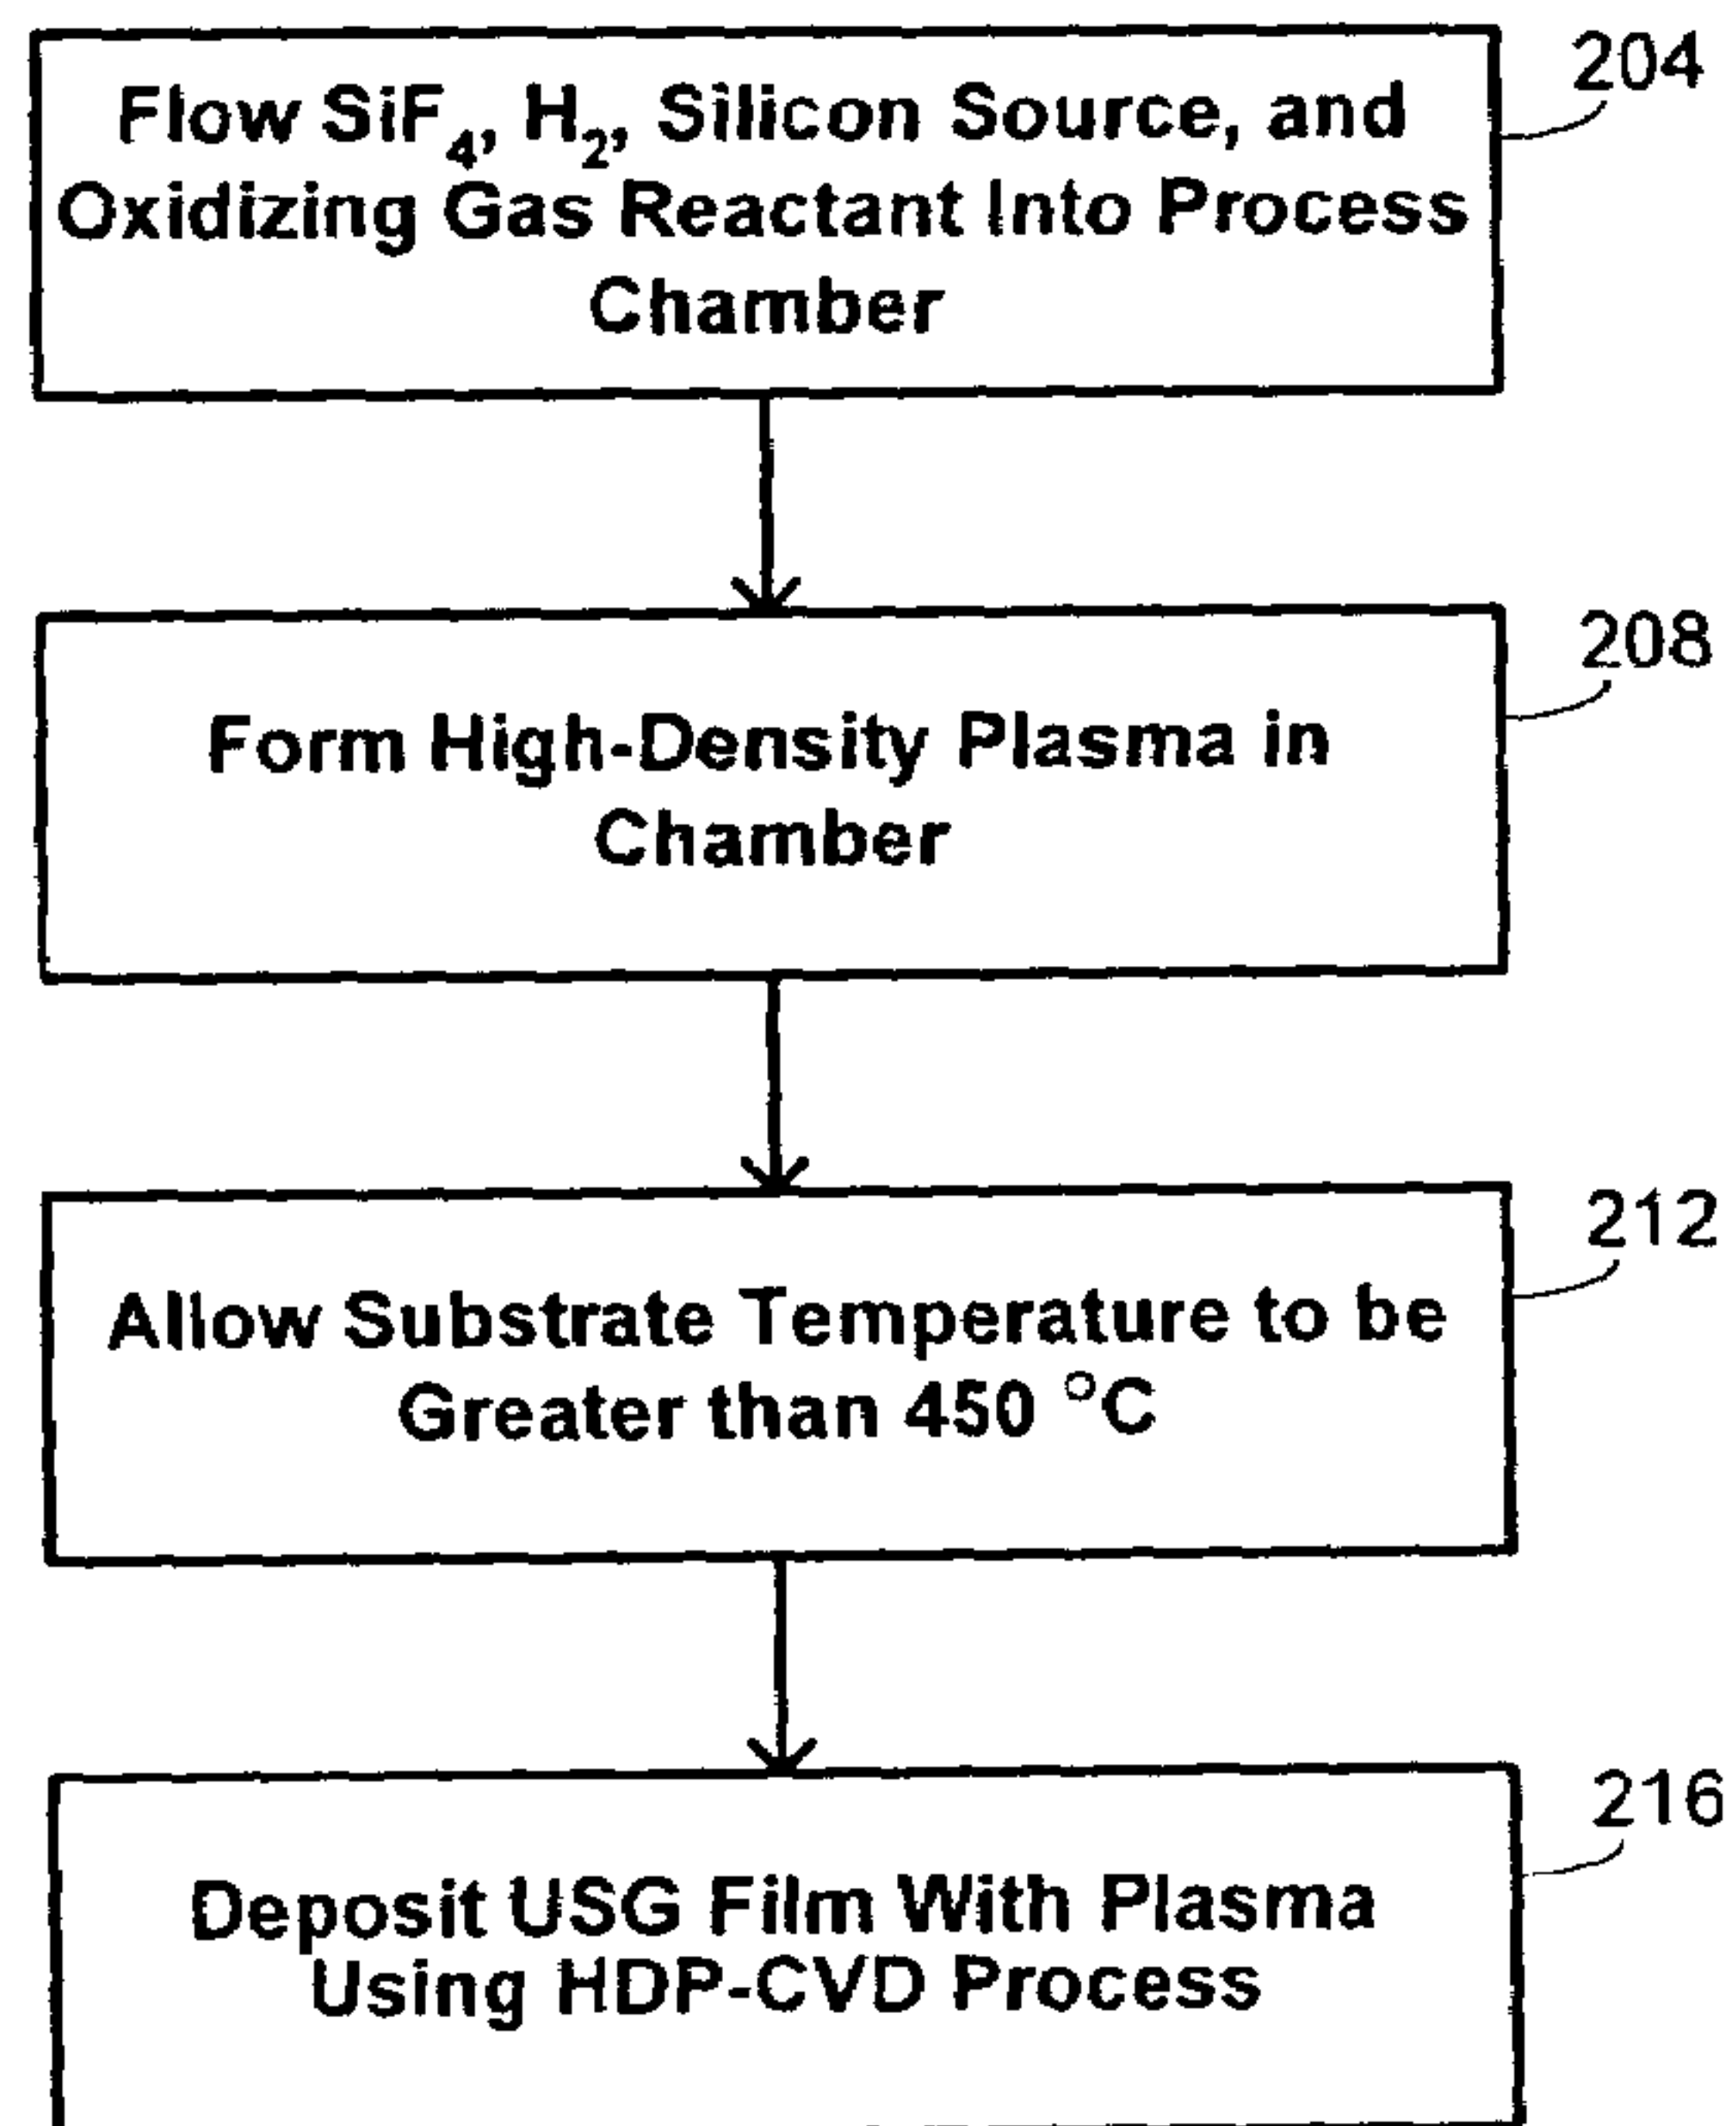 204
Flow SiF₄, H₂, Silicon Source, and
Oxidizing Gas Reactant Into Process
Chamber
208
Form High-Density Plasma in
Chamber
212
Allow Substrate Temperature to be
Greater than 450 °C
216
Deposit USG Film With Plasma
Using HDP-CVD Process